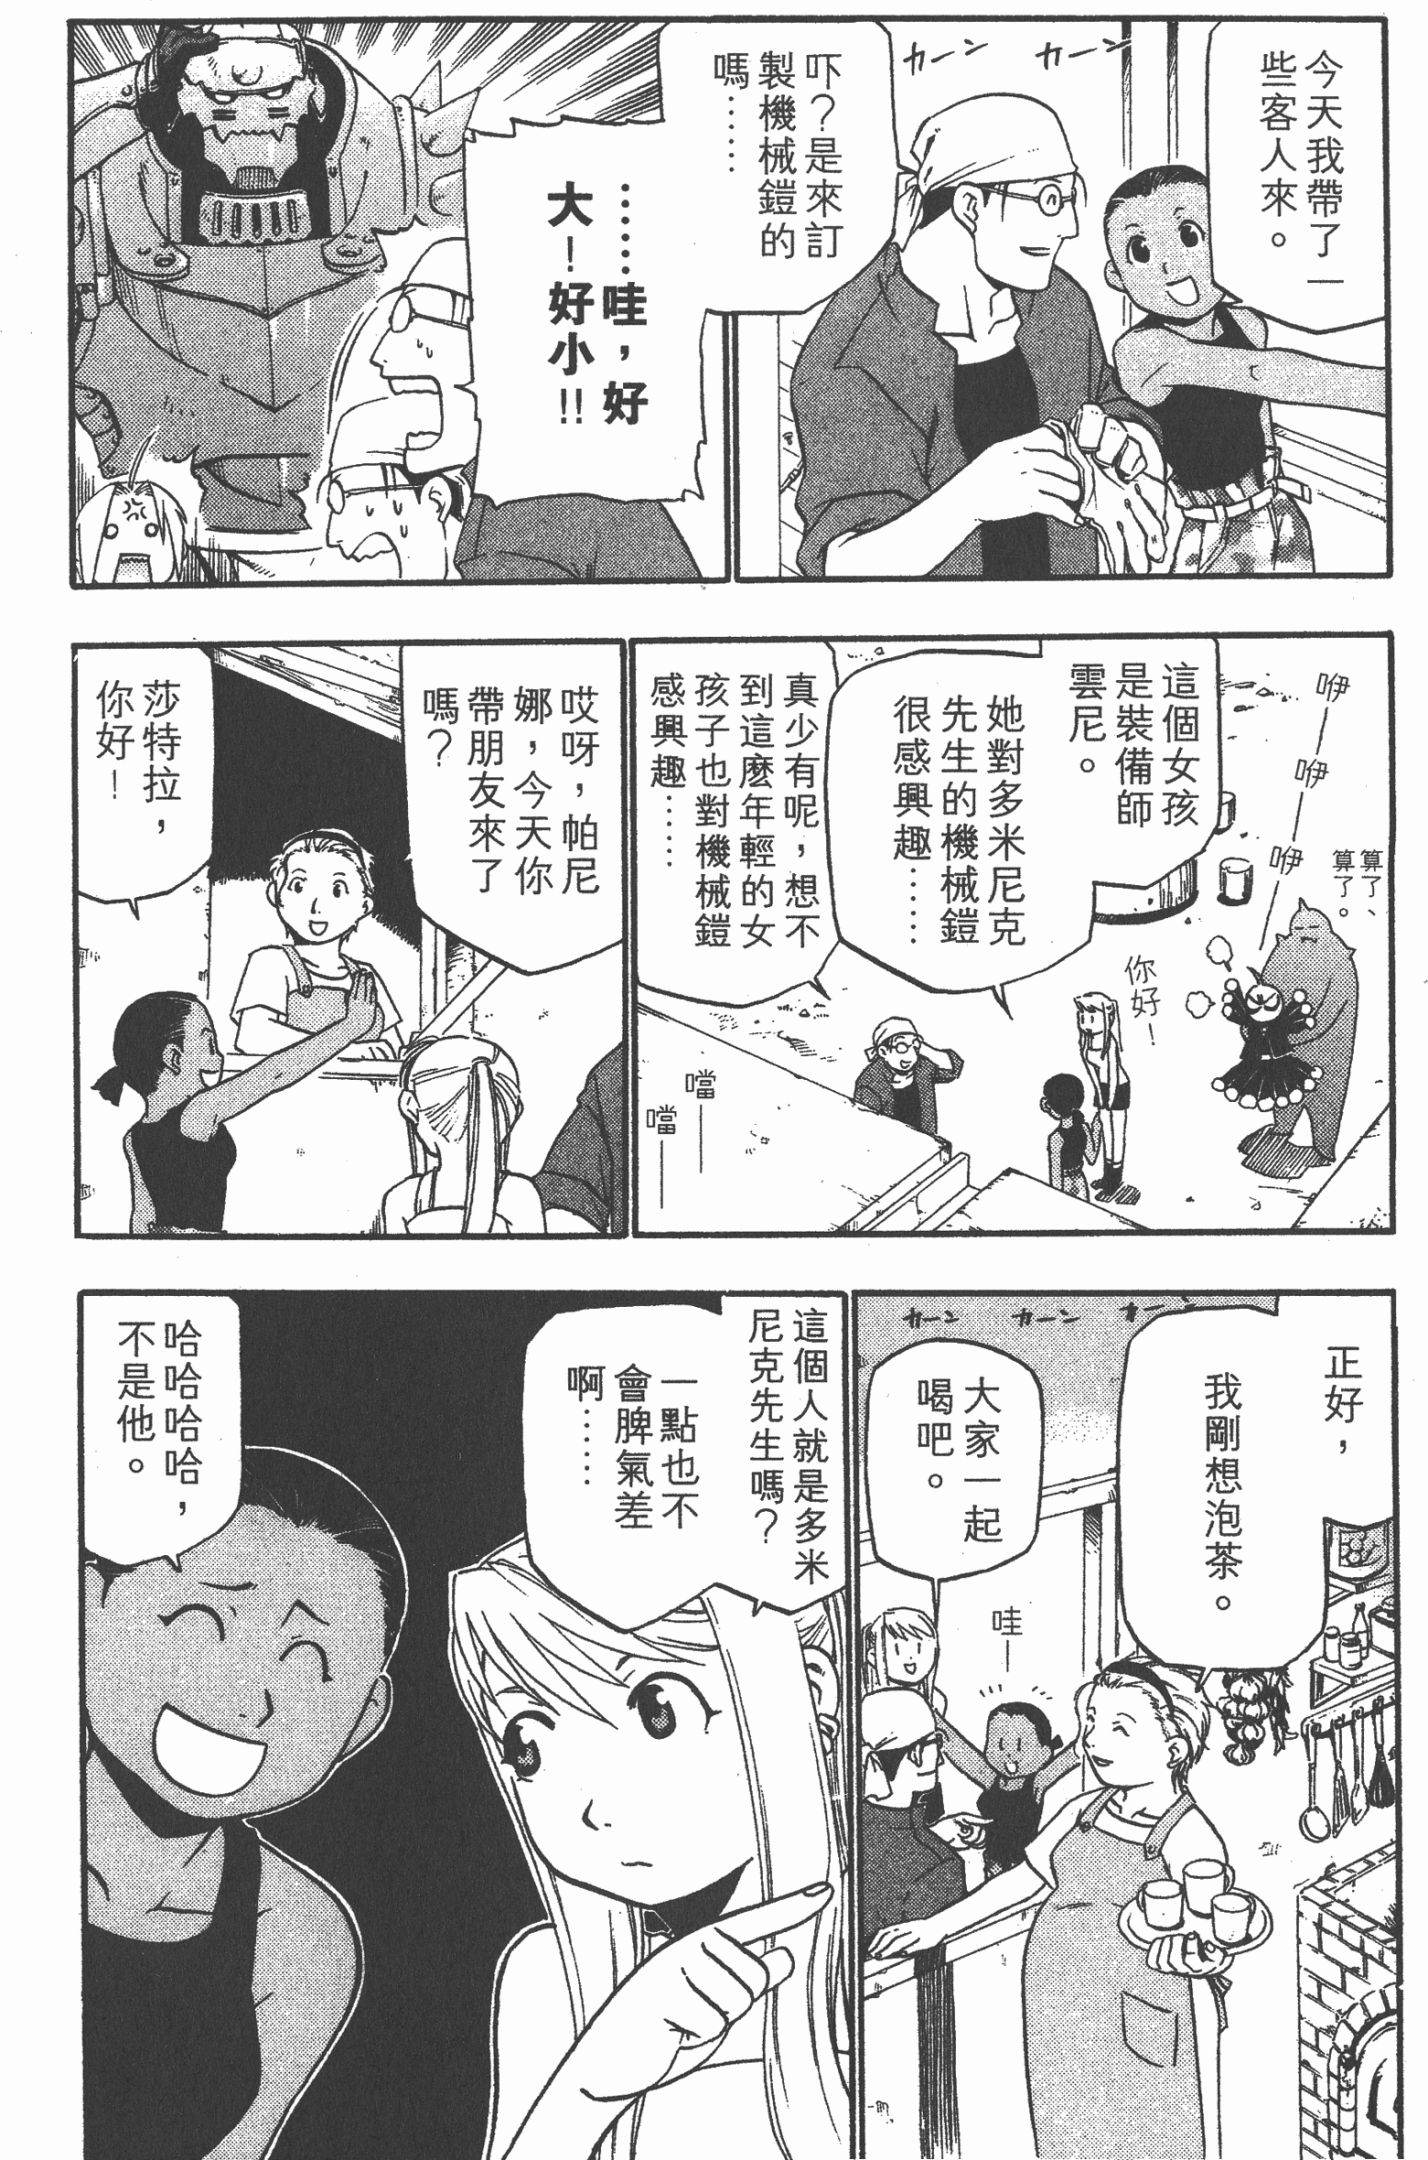 今天我帶了一
些客人來。
カーン
カーン
吓？是來訂
製機械鎧的
嗎……
……哇，好
大！好小！！
這個女孩
是裝備師
雲尼。
她對多米尼克
先生的機械鎧
很感興趣……
真少有呢，想不
到這麽年輕的女
孩子也對機械鎧
感興趣……
咿
咿
咿
算了、
算了。
你好！
噹
噹
哎呀，帕尼
娜，今天你
帶朋友來了
嗎？
莎特拉，
你好！
正好，
我剛想泡茶。
カーン
カーン
カーン
大家一起
喝吧。
哇
這個人就是多米
尼克先生嗎？
一點也不
會脾氣差
啊……
哈哈哈哈，
不是他。